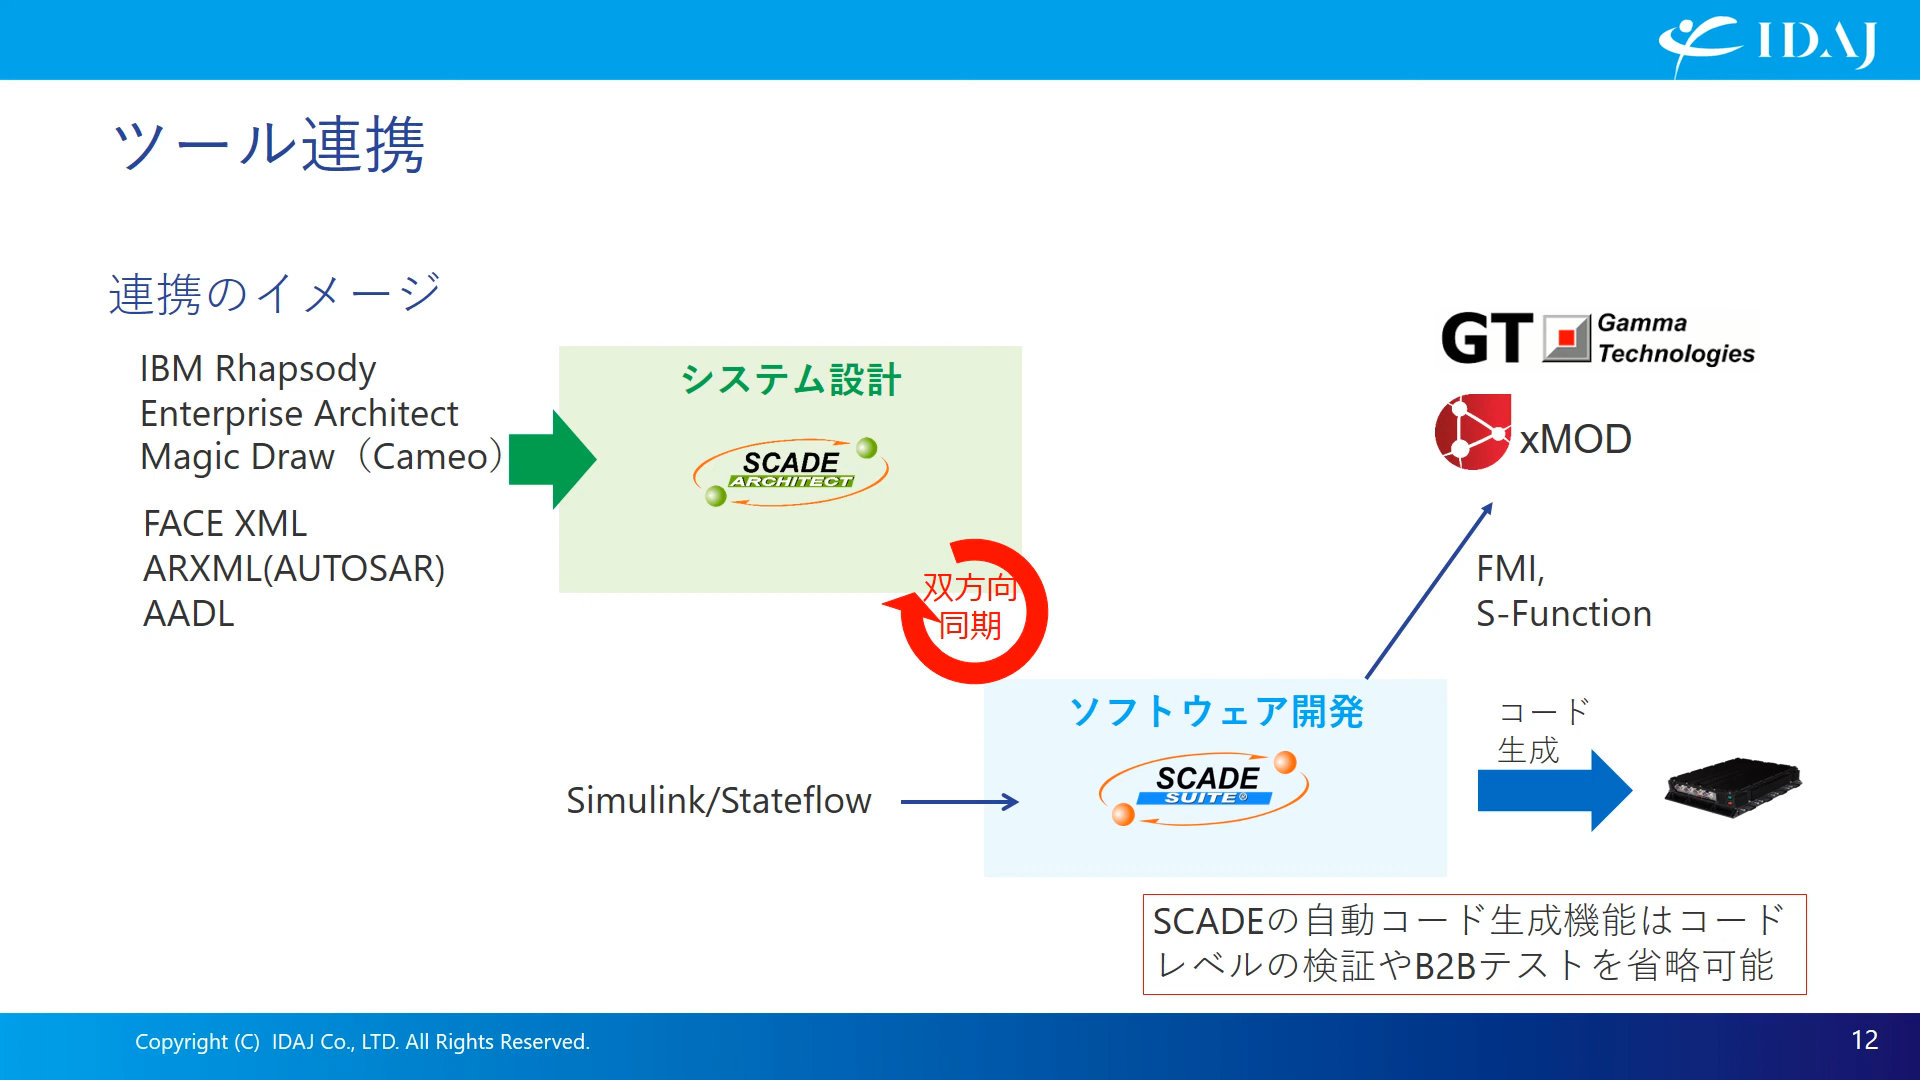 IDAJ
ツール連携
連携のイメージ
IBM Rhapsody
Enterprise Architect
Magic Draw（Cameo）
FACE XML
ARXML(AUTOSAR)
AADL
システム設計
SCADE
ARCHITECT
双方向
同期
GT Gamma
Technologies
xMOD
FMI,
S-Function
Simulink/Stateflow
ソフトウェア開発
SCADE
SUITE®
コード
生成
SCADEの自動コード生成機能はコード
レベルの検証やB2Bテストを省略可能
Copyright (C)  IDAJ Co., LTD. All Rights Reserved.
12